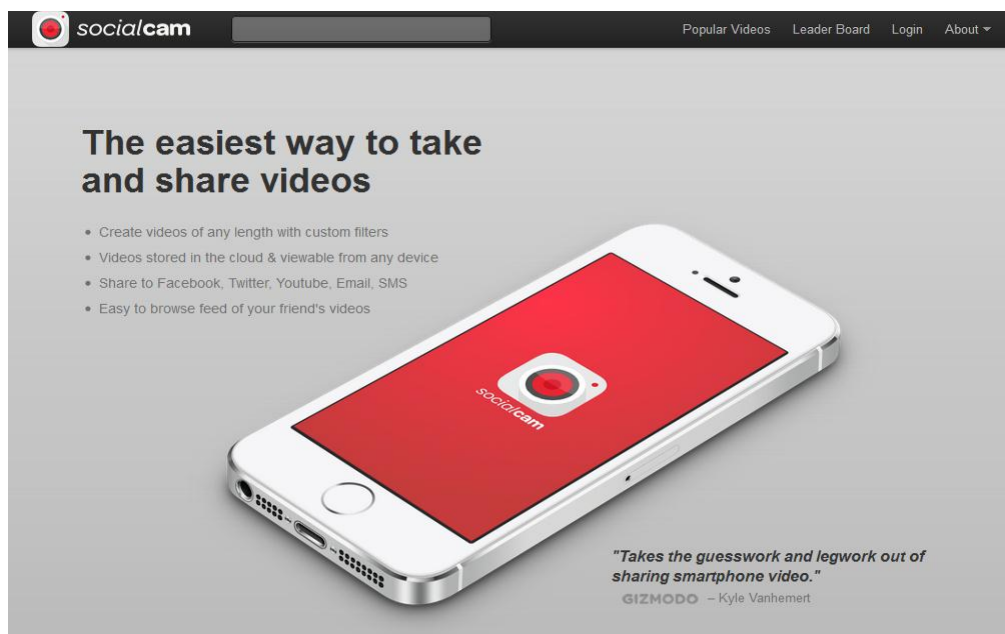 socialcam
Popular Videos
Leader Board
Login
About
The easiest way to take
and share videos
Create videos of any length with custom filters
Videos stored in the cloud & viewable from any device
Share to Facebook, Twitter, Youtube, Email, SMS
Easy to browse feed of your friend's videos
socialcam
"Takes the guesswork and legwork out of
sharing smartphone video."
GIZMODO – Kyle Vanhemert